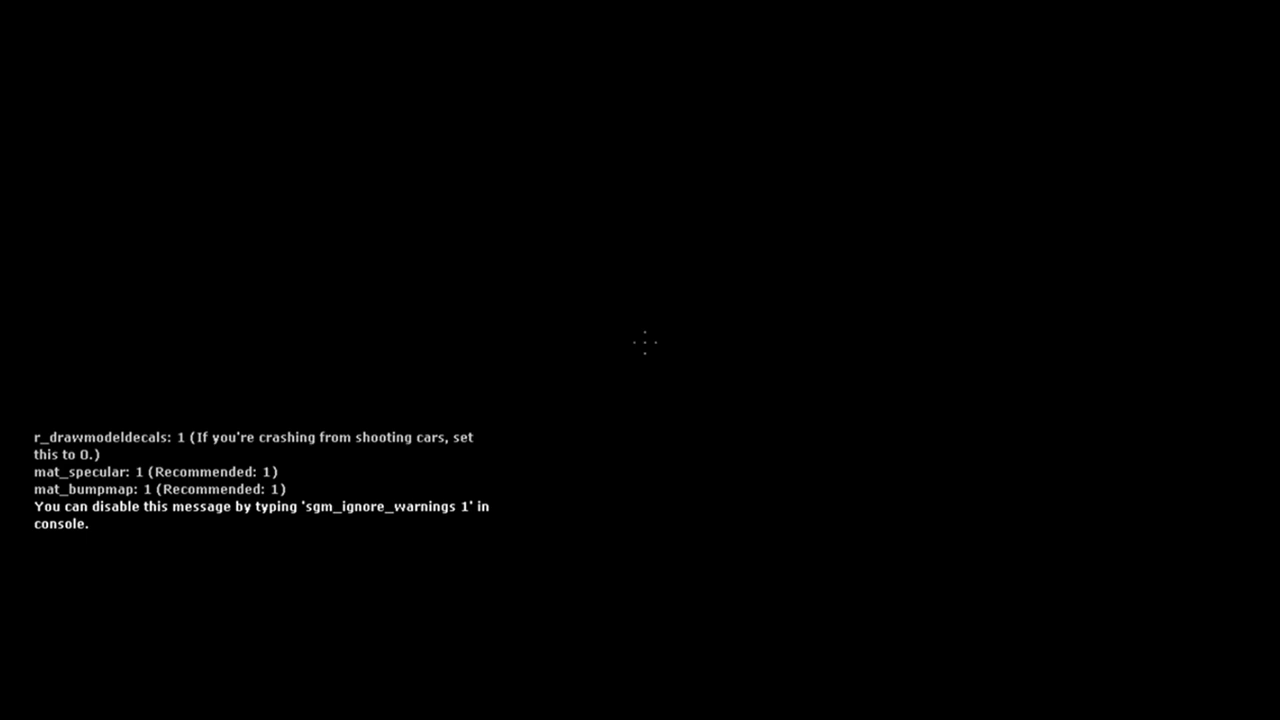 r_drawmodeldecals: 1 (If you're crashing from shooting cars, set
this to 0.)
mat_specular: 1 (Recommended: 1)
mat_bumpmap: 1 (Recommended: 1)
You can disable this message by typing 'sgm_ignore_warnings 1' in
console.